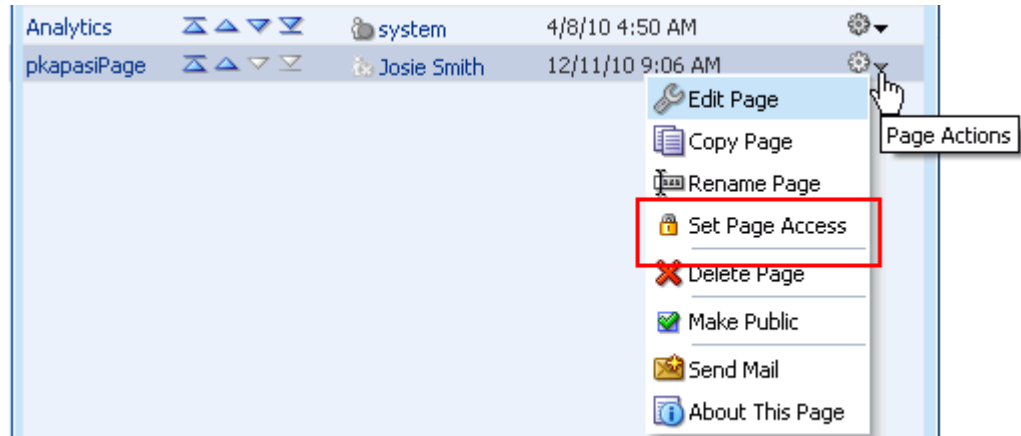 Analytics system 4/8/10 4:50 AM
pkapasiPage Josie Smith 12/11/10 9:06 AM
Edit Page
Page Actions
Copy Page
Rename Page
Set Page Access
Delete Page
Make Public
Send Mail
About This Page